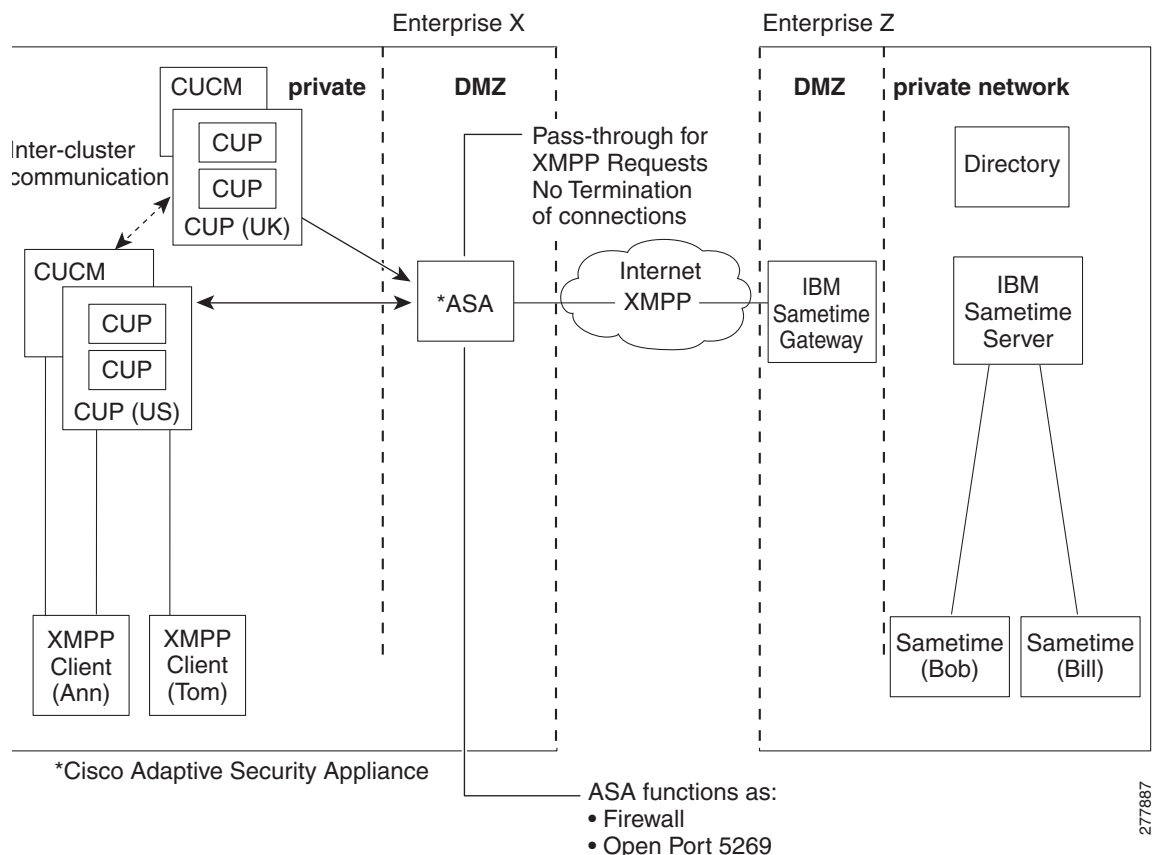 Enterprise X
Enterprise Z
CUCM
private
DMZ
DMZ
private network
CUP
CUP
CUP (UK)
Inter-cluster
communication
Pass-through for
XMPP Requests
No Termination
of connections
Directory
CUCM
CUP
CUP
CUP (US)
*ASA
Internet
XMPP
IBM
Sametime
Gateway
IBM
Sametime
Server
XMPP
Client
(Ann)
XMPP
Client
(Tom)
Sametime
(Bob)
Sametime
(Bill)
*Cisco Adaptive Security Appliance
ASA functions as:
• Firewall
• Open Port 5269
277887